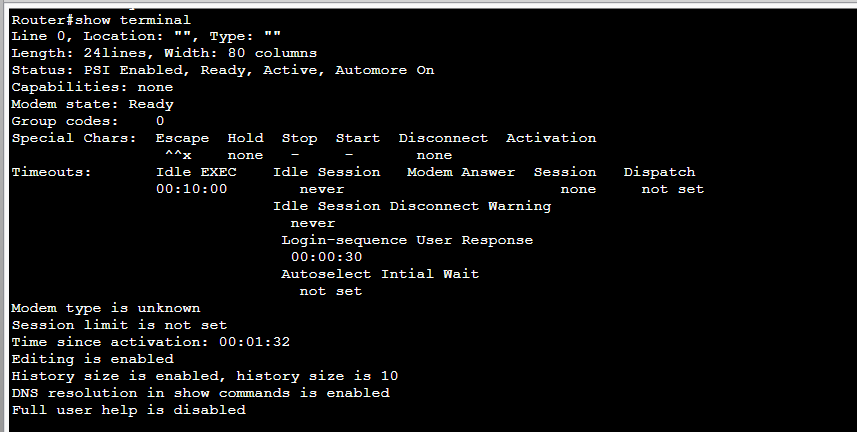 Router#show terminal
Line 0, Location: "", Type: ""
Length: 24lines, Width: 80 columns
Status: PSI Enabled, Ready, Active, Automore On
Capabilities: none
Modem state: Ready
Group codes:    0
Special Chars:  Escape  Hold  Stop  Start  Disconnect  Activation
                 ^^x    none   -     -       none
Timeouts:       Idle EXEC    Idle Session   Modem Answer  Session   Dispatch
                00:10:00        never                        none     not set
                             Idle Session Disconnect Warning
                               never
                              Login-sequence User Response
                               00:00:30
                              Autoselect Intial Wait
                                not set
Modem type is unknown
Session limit is not set
Time since activation: 00:01:32
Editing is enabled
History size is enabled, history size is 10
DNS resolution in show commands is enabled
Full user help is disabled